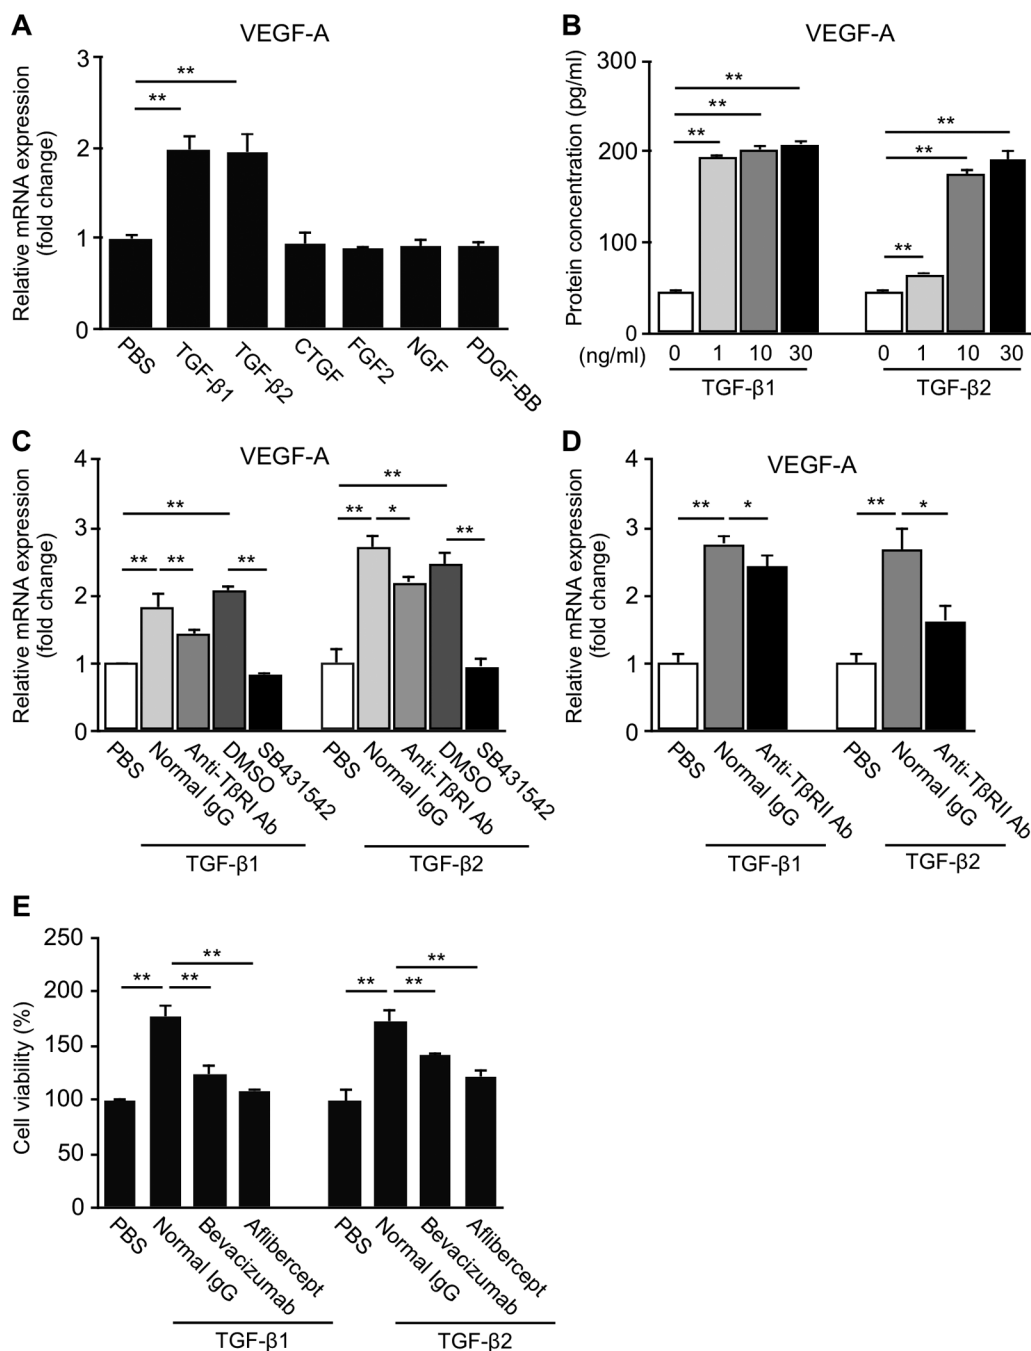 A
VEGF-A
Relative mRNA expression
(fold change)
3
2
1
0
**
**
PBS
TGF-β1
TGF-β2
CTGF
FGF2
NGF
PDGF-BB
B
VEGF-A
Protein concentration (pg/ml)
300
200
100
0
**
**
**
**
**
**
(ng/ml) 0 1 10 30 0 1 10 30
TGF-β1 TGF-β2
C
VEGF-A
Relative mRNA expression
(fold change)
4
3
2
1
0
**
**
** ** **
** * **
PBS
Normal IgG
Anti-TβRI Ab
DMSO
SB431542
PBS
Normal IgG
Anti-TβRI Ab
DMSO
SB431542
TGF-β1 TGF-β2
D
VEGF-A
Relative mRNA expression
(fold change)
4
3
2
1
0
** * ** *
PBS
Normal IgG
Anti-TβRII Ab
PBS
Normal IgG
Anti-TβRII Ab
TGF-β1 TGF-β2
E
Cell viability (%)
250
200
150
100
50
0
**
** **
**
** **
PBS
Normal IgG
Bevacizumab
Aflibercept
PBS
Normal IgG
Bevacizumab
Aflibercept
TGF-β1 TGF-β2